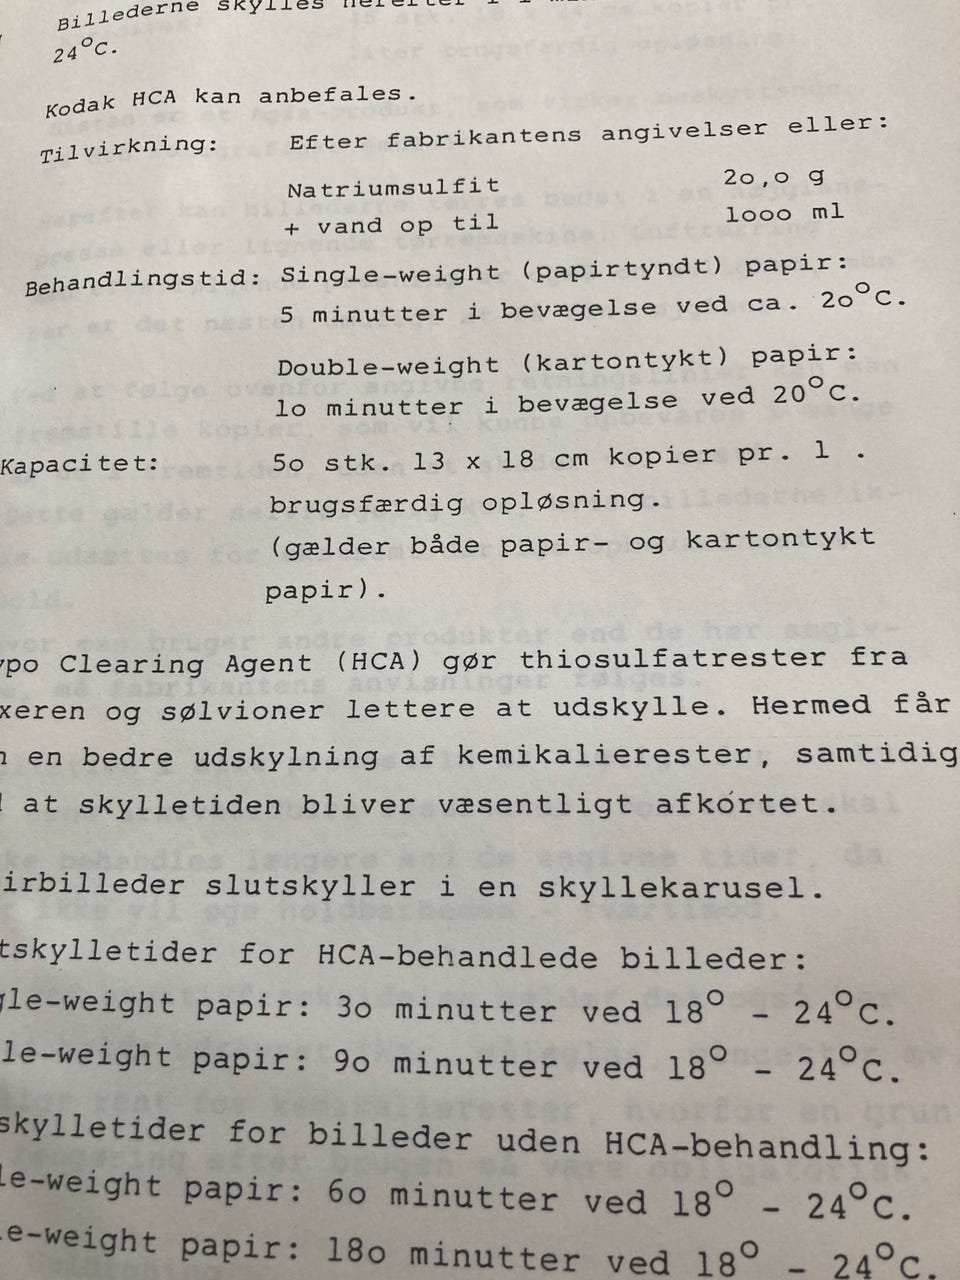 Billederne skylles
24°C.
Kodak HCA kan anbefales.
Tilvirkning: Efter fabrikantens angivelser eller:
Natriumsulfit 2o,o g
+ vand op til looo ml
Behandlingstid: Single-weight (papirtyndt) papir:
5 minutter i bevægelse ved ca. 2o°C.
Double-weight (kartontykt) papir:
lo minutter i bevægelse ved 20°C.
Kapacitet: 5o stk. 13 x 18 cm kopier pr. l .
brugsfærdig opløsning.
(gælder både papir- og kartontykt
papir).
ypo Clearing Agent (HCA) gør thiosulfatrester fra
xeren og sølvioner lettere at udskylle. Hermed får
en bedre udskylning af kemikalierester, samtidig
at skylletiden bliver væsentligt afkortet.
irbilleder slutskyller i en skyllekarusel.
tskylletider for HCA-behandlede billeder:
gle-weight papir: 3o minutter ved 18° - 24°C.
le-weight papir: 9o minutter ved 18° - 24°C.
skylletider for billeder uden HCA-behandling:
le-weight papir: 6o minutter ved 18° - 24°C.
e-weight papir: 18o minutter ved 18° - 24°C.